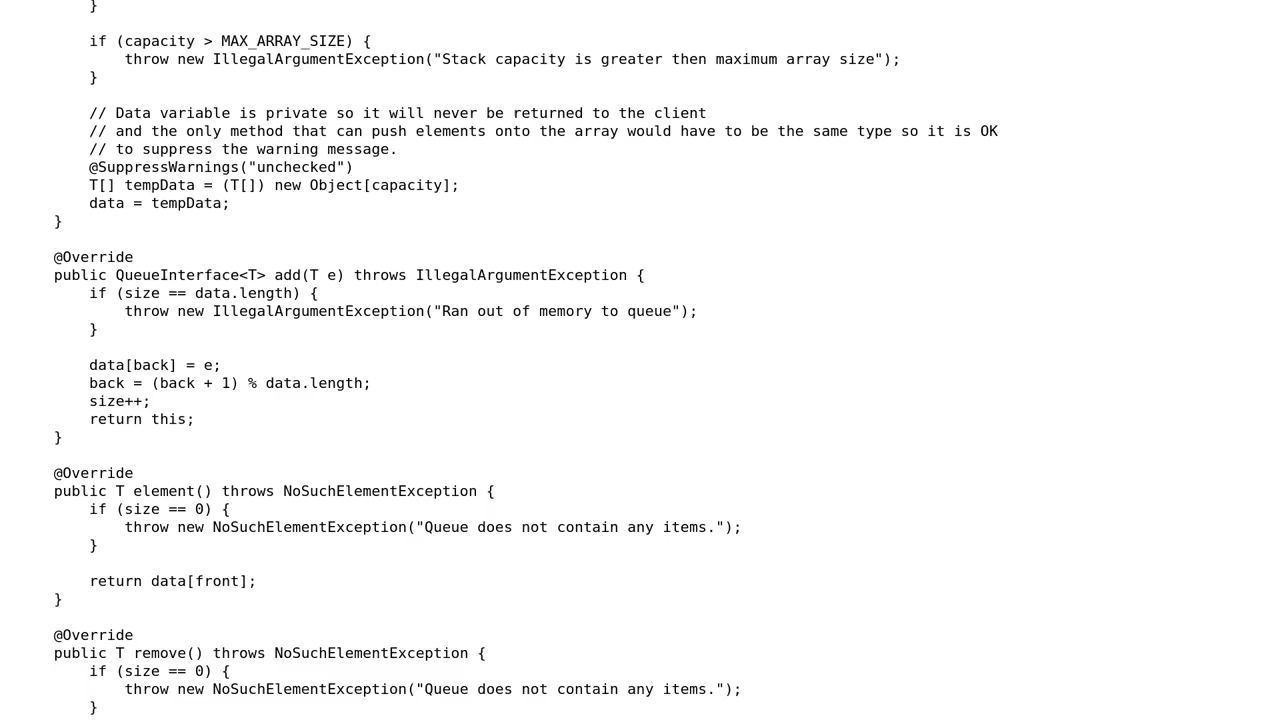 }
if (capacity > MAX_ARRAY_SIZE) {
throw new IllegalArgumentException("Stack capacity is greater then maximum array size");
}
// Data variable is private so it will never be returned to the client
// and the only method that can push elements onto the array would have to be the same type so it is OK
// to suppress the warning message.
@SuppressWarnings("unchecked")
T[] tempData = (T[]) new Object[capacity];
data = tempData;
}
@Override
public QueueInterface<T> add(T e) throws IllegalArgumentException {
if (size == data.length) {
throw new IllegalArgumentException("Ran out of memory to queue");
}
data[back] = e;
back = (back + 1) % data.length;
size++;
return this;
}
@Override
public T element() throws NoSuchElementException {
if (size == 0) {
throw new NoSuchElementException("Queue does not contain any items.");
}
return data[front];
}
@Override
public T remove() throws NoSuchElementException {
if (size == 0) {
throw new NoSuchElementException("Queue does not contain any items.");
}